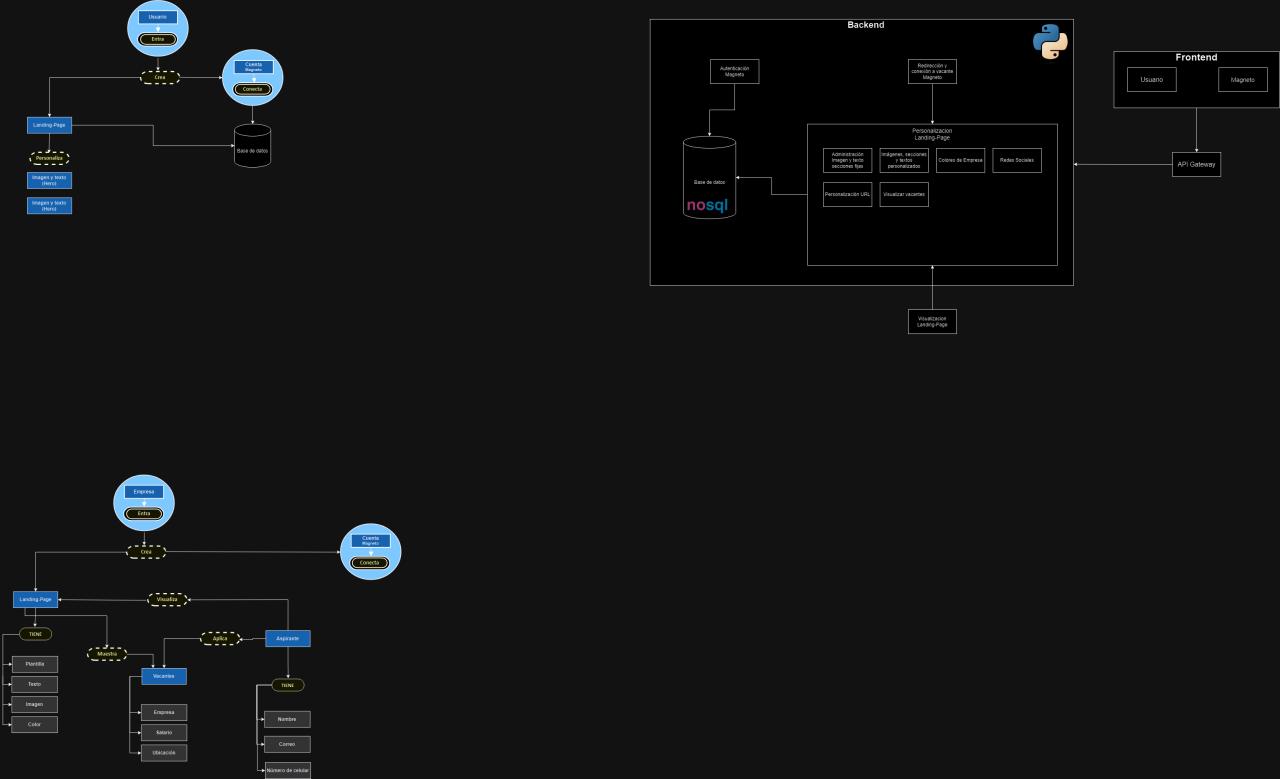 Usuario
Entra
Crea
Cuenta
Magneto
Conecta
Landing-Page
Base de datos
Personaliza
Imagen y texto
(Hero)
Imagen y texto
(Hero)
Backend
Autenticación
Magneto
Redirección y
conexión a vacante
Magneto
Personalizacion
Landing-Page
Administración
Imagen y texto
secciones fijas
Imágenes, secciones
y textos
personalizados
Colores de Empresa
Redes Sociales
Personalización URL
Visualizar vacantes
Base de datos
nosql
Visualizacion
Landing-Page
Frontend
Usuario
Magneto
API Gateway
Empresa
Entra
Crea
Cuenta
Magneto
Conecta
Landing-Page
Visualiza
TIENE
Aplica
Aspirante
Muestra
Plantilla
Texto
Imagen
Color
Vacantes
Empresa
Salario
Ubicación
TIENE
Nombre
Correo
Número de celular